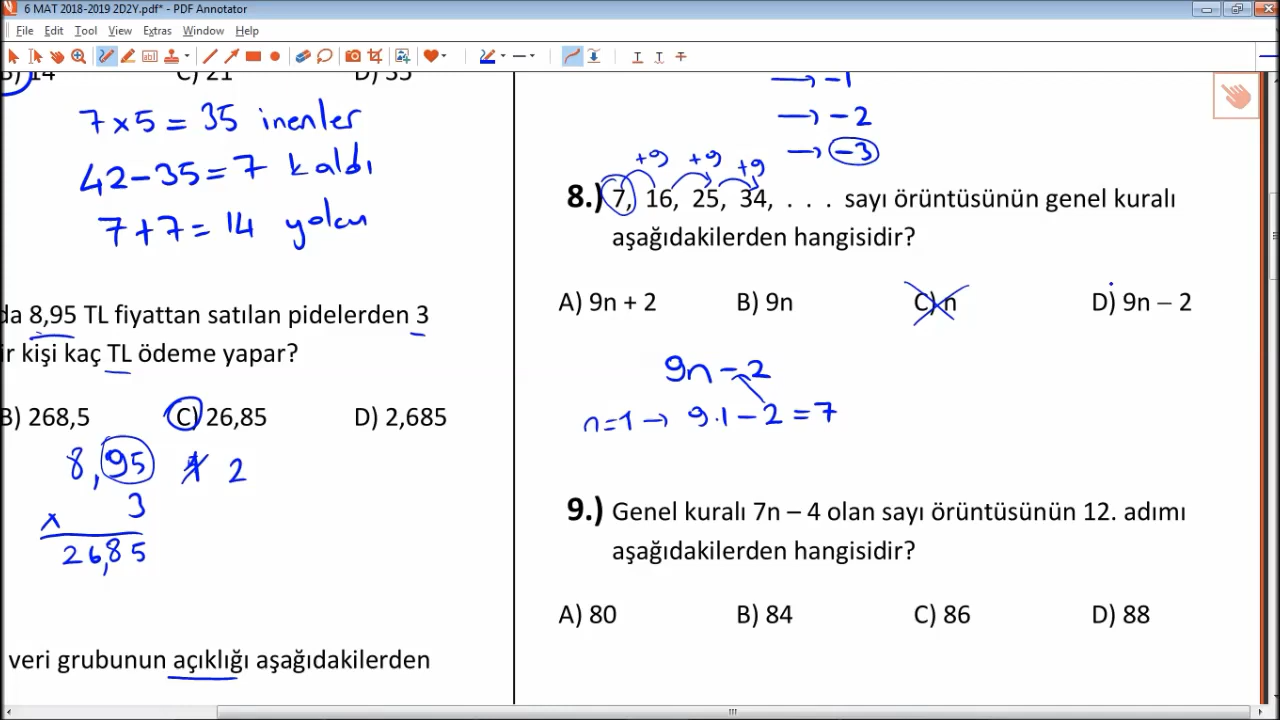 6 MAT 2018-2019 2D2Y.pdf* - PDF Annotator
File Edit Tool View Extras Window Help
B) 14 C) 21 D) 35
7 x 5 = 35 inenler
42 - 35 = 7 kaldı
7 + 7 = 14 yolcu
da 8,95 TL fiyattan satılan pidelerden 3
ir kişi kaç TL ödeme yapar?
B) 268,5 C) 26,85 D) 2,685
8,95 2
x 3
26,85
veri grubunun açıklığı aşağıdakilerden
→ -1
→ -2
→ -3
+9 +9 +9
8.) 7, 16, 25, 34, . . . sayı örüntüsünün genel kuralı
aşağıdakilerden hangisidir?
A) 9n + 2 B) 9n C) n D) 9n – 2
9n - 2
n=1 → 9.1 - 2 = 7
9.) Genel kuralı 7n – 4 olan sayı örüntüsünün 12. adımı
aşağıdakilerden hangisidir?
A) 80 B) 84 C) 86 D) 88